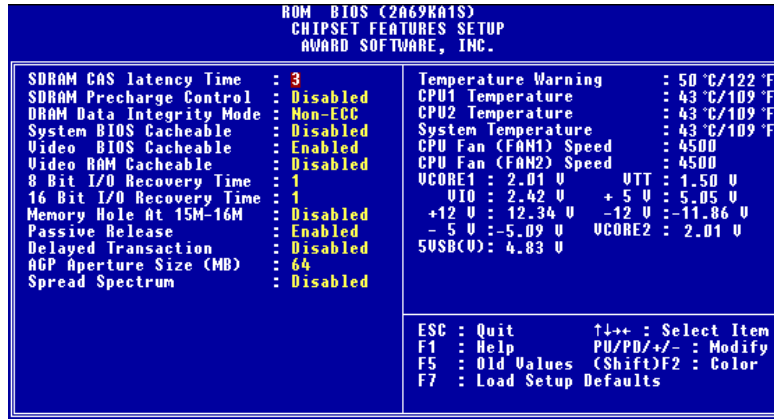 ROM BIOS (2A69KA1S)
CHIPSET FEATURES SETUP
AWARD SOFTWARE, INC.
SDRAM CAS latency Time : 3
SDRAM Precharge Control : Disabled
DRAM Data Integrity Mode : Non-ECC
System BIOS Cacheable : Disabled
Video BIOS Cacheable : Enabled
Video RAM Cacheable : Disabled
8 Bit I/O Recovery Time : 1
16 Bit I/O Recovery Time : 1
Memory Hole At 15M-16M : Disabled
Passive Release : Enabled
Delayed Transaction : Disabled
AGP Aperture Size (MB) : 64
Spread Spectrum : Disabled
Temperature Warning : 50 °C/122 °F
CPU1 Temperature : 43 °C/109 °F
CPU2 Temperature : 43 °C/109 °F
System Temperature : 43 °C/109 °F
CPU Fan (FAN1) Speed : 4500
CPU Fan (FAN2) Speed : 4500
VCORE1 : 2.01 V VTT : 1.50 V
VIO : 2.42 V + 5 V : 5.05 V
+12 V : 12.34 V -12 V :-11.86 V
- 5 V :-5.09 V VCORE2 : 2.01 V
5VSB(V): 4.83 V
ESC : Quit ↑↓→← : Select Item
F1 : Help PU/PD/+/- : Modify
F5 : Old Values (Shift)F2 : Color
F7 : Load Setup Defaults